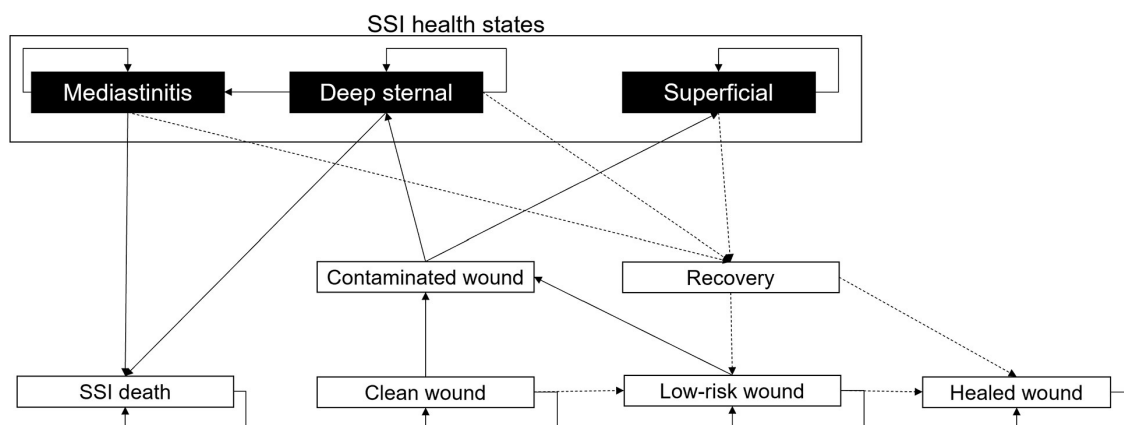 SSI health states
Mediastinitis
Deep sternal
Superficial
Contaminated wound
Recovery
SSI death
Clean wound
Low-risk wound
Healed wound